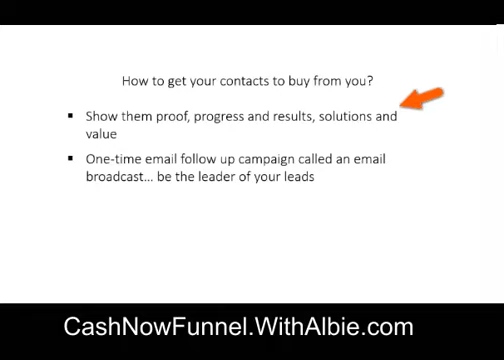 How to get your contacts to buy from you?
▪ Show them proof, progress and results, solutions and
value
▪ One-time email follow up campaign called an email
broadcast... be the leader of your leads
CashNowFunnel.WithAlbie.com